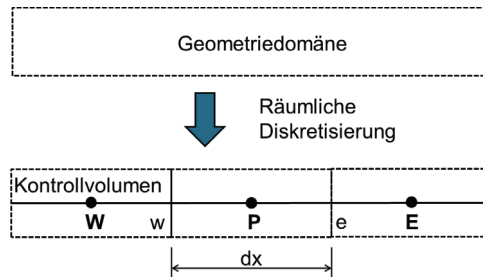 Geometriedomäne
Räumliche
Diskretisierung
Kontrollvolumen
W w P e E
dx